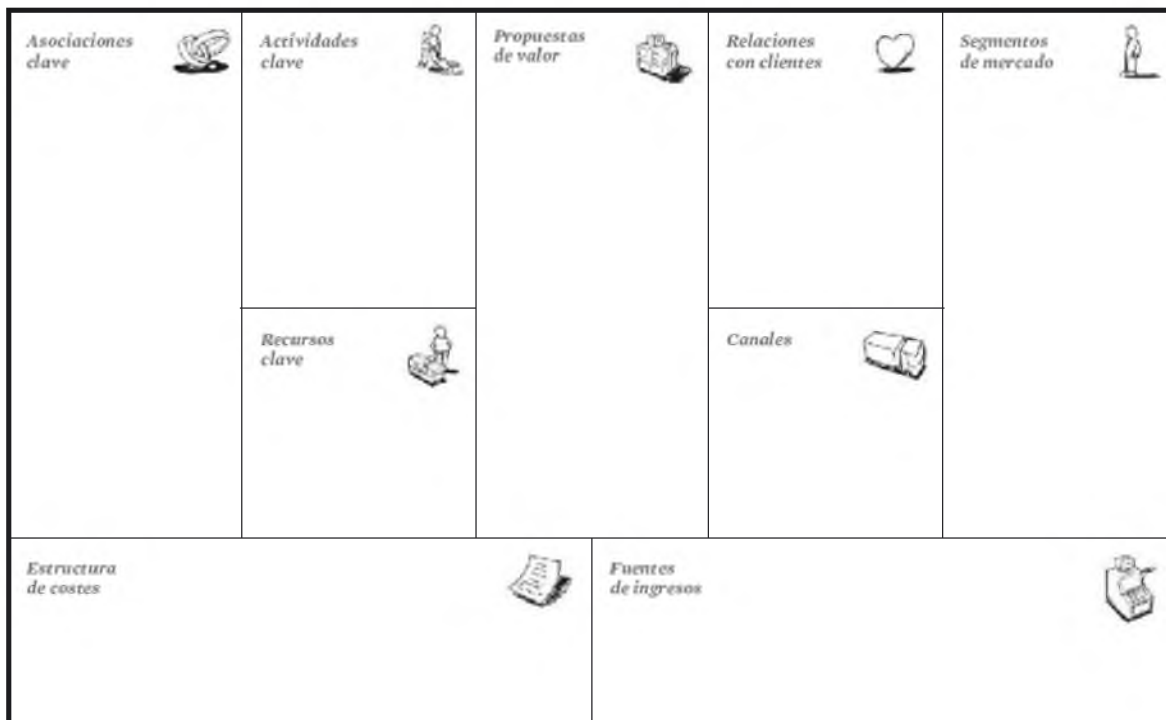 Asociaciones
clave
Actividades
clave
Propuestas
de valor
Relaciones
con clientes
Segmentos
de mercado
Recursos
clave
Canales
Estructura
de costes
Fuentes
de ingresos